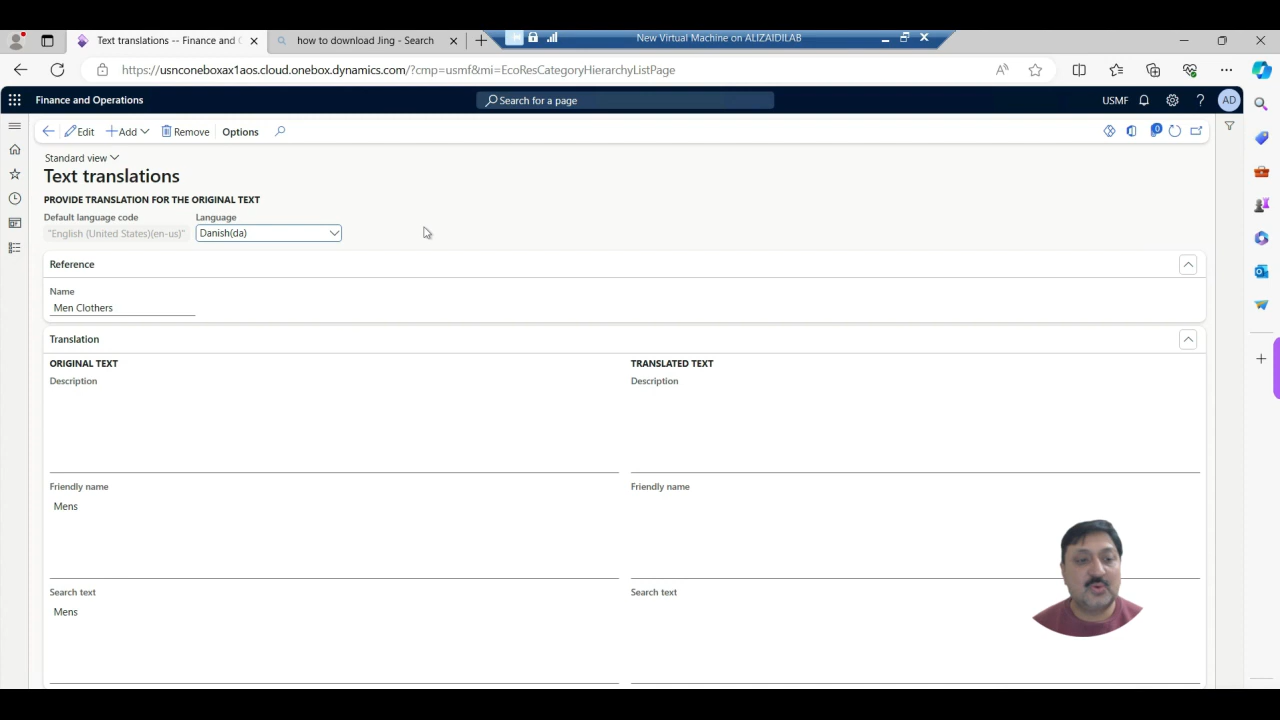 Text translations -- Finance and O
how to download Jing - Search
New Virtual Machine on ALIZAIDILAB
https://usnconeboxax1aos.cloud.onebox.dynamics.com/?cmp=usmf&mi=EcoResCategoryHierarchyListPage
Finance and Operations
Search for a page
USMF
AD
Edit
Add
Remove
Options
0
Standard view
Text translations
PROVIDE TRANSLATION FOR THE ORIGINAL TEXT
Default language code
Language
"English (United States)(en-us)"
Danish(da)
Reference
Name
Men Clothers
Translation
ORIGINAL TEXT
TRANSLATED TEXT
Description
Description
Friendly name
Friendly name
Mens
Search text
Search text
Mens